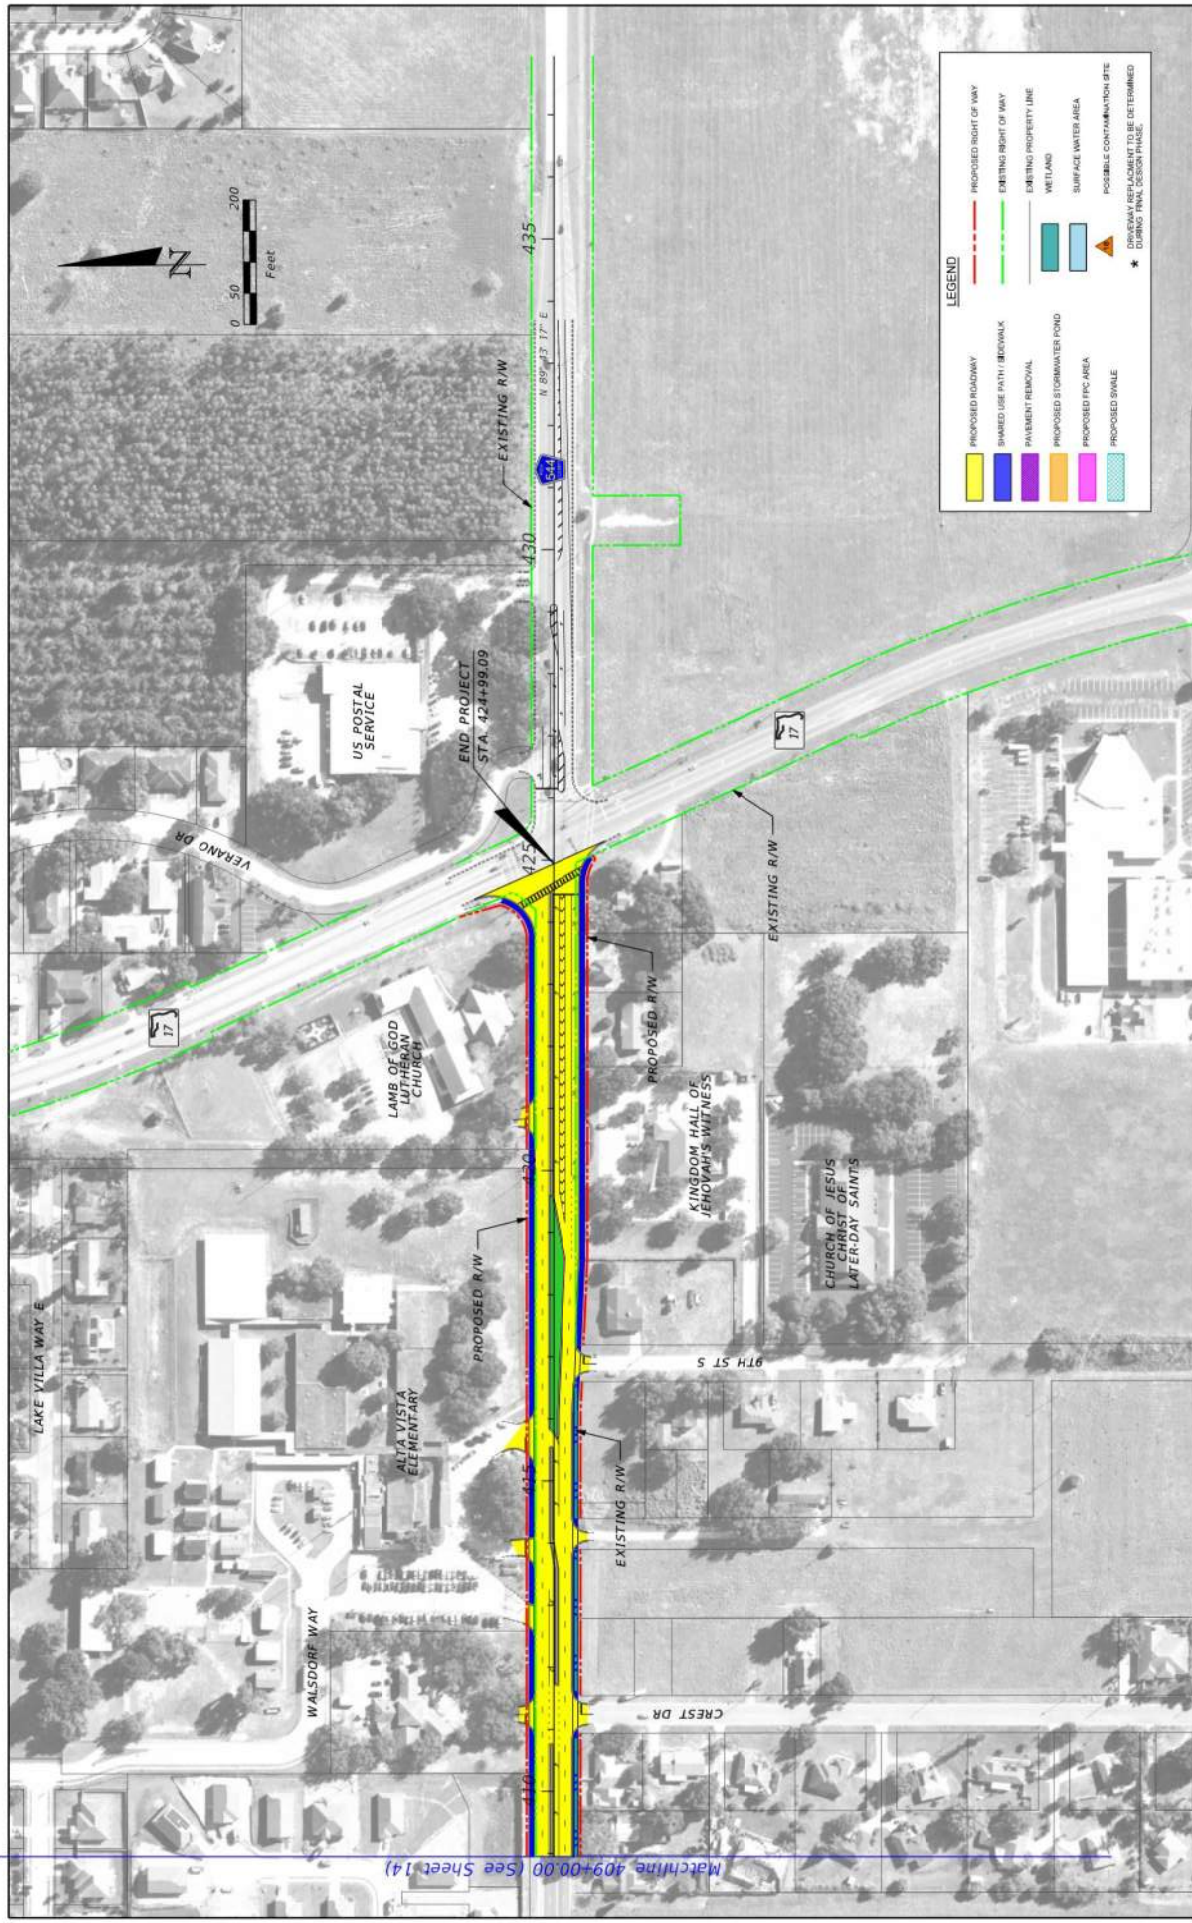 LAKE VILLA WAY E
WALSDORF WAY
ALTA VISTA
ELEMENTARY
PROPOSED R/W
LAMB OF GOD
LUTHERAN
CHURCH
17
VERANO DR
US POSTAL
SERVICE
END PROJECT
STA. 424+99.09
EXISTING R/W
N
0 50 200
Feet
410
415
420
425
430
435
544
N 89° 43' 17" E
Matchline 409+00.00 (See Sheet 14)
CREST DR
EXISTING R/W
9TH ST S
KINGDOM HALL OF
JEHOVAH'S WITNESS
PROPOSED R/W
CHURCH OF JESUS
CHRIST OF
LATER-DAY SAINTS
EXISTING R/W
17
LEGEND
PROPOSED ROADWAY
SHARED USE PATH / SIDEWALK
PAVEMENT REMOVAL
PROPOSED STORMWATER POND
PROPOSED FPC AREA
PROPOSED SWALE
PROPOSED RIGHT OF WAY
EXISTING RIGHT OF WAY
EXISTING PROPERTY LINE
WETLAND
SURFACE WATER AREA
POSSIBLE CONTAMINATION SITE
* DRIVEWAY REPLACMENT TO BE DETERMINED
DURING FINAL DESIGN PHASE.